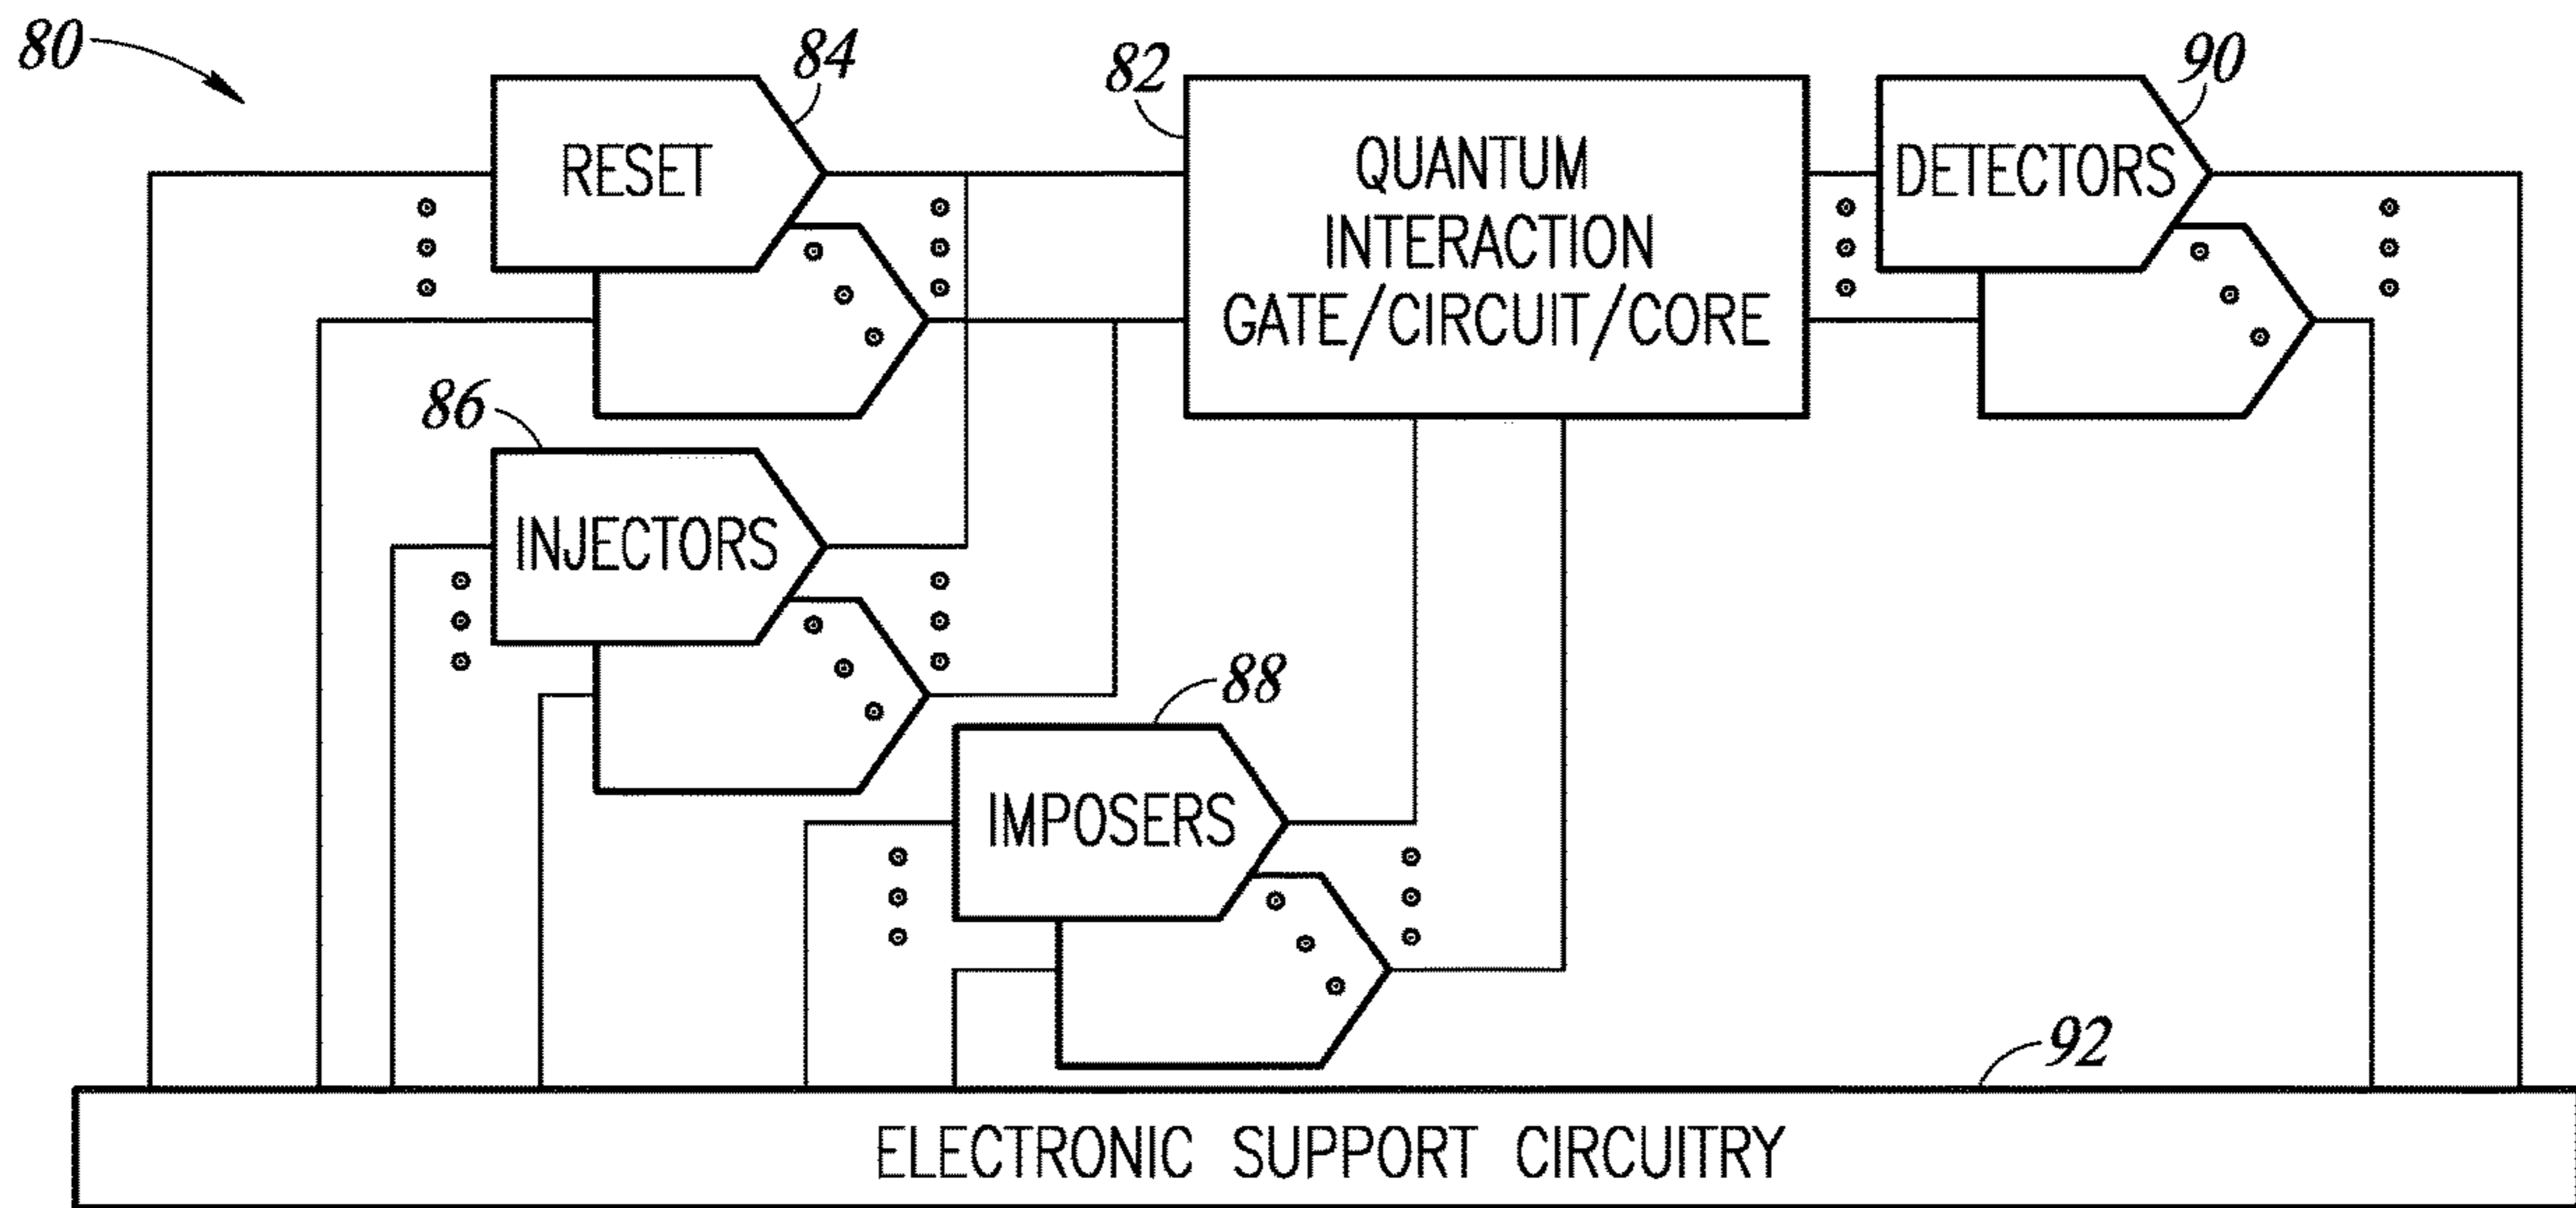 80
84
82
90
RESET
QUANTUM
INTERACTION
GATE/CIRCUIT/CORE
DETECTORS
86
INJECTORS
88
IMPOSERS
92
ELECTRONIC SUPPORT CIRCUITRY